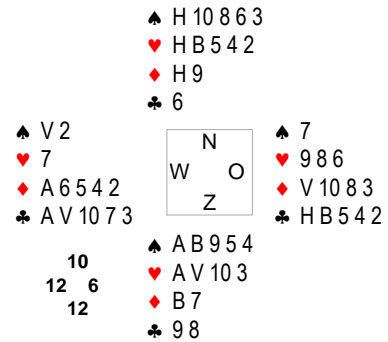 ♠ H 10 8 6 3
♥ H B 5 4 2
♦ H 9
♣ 6
♠ V 2
♥ 7
♦ A 6 5 4 2
♣ A V 10 7 3
N
W O
Z
♠ 7
♥ 9 8 6
♦ V 10 8 3
♣ H B 5 4 2
10
12 6
12
♠ A B 9 5 4
♥ A V 10 3
♦ B 7
♣ 9 8